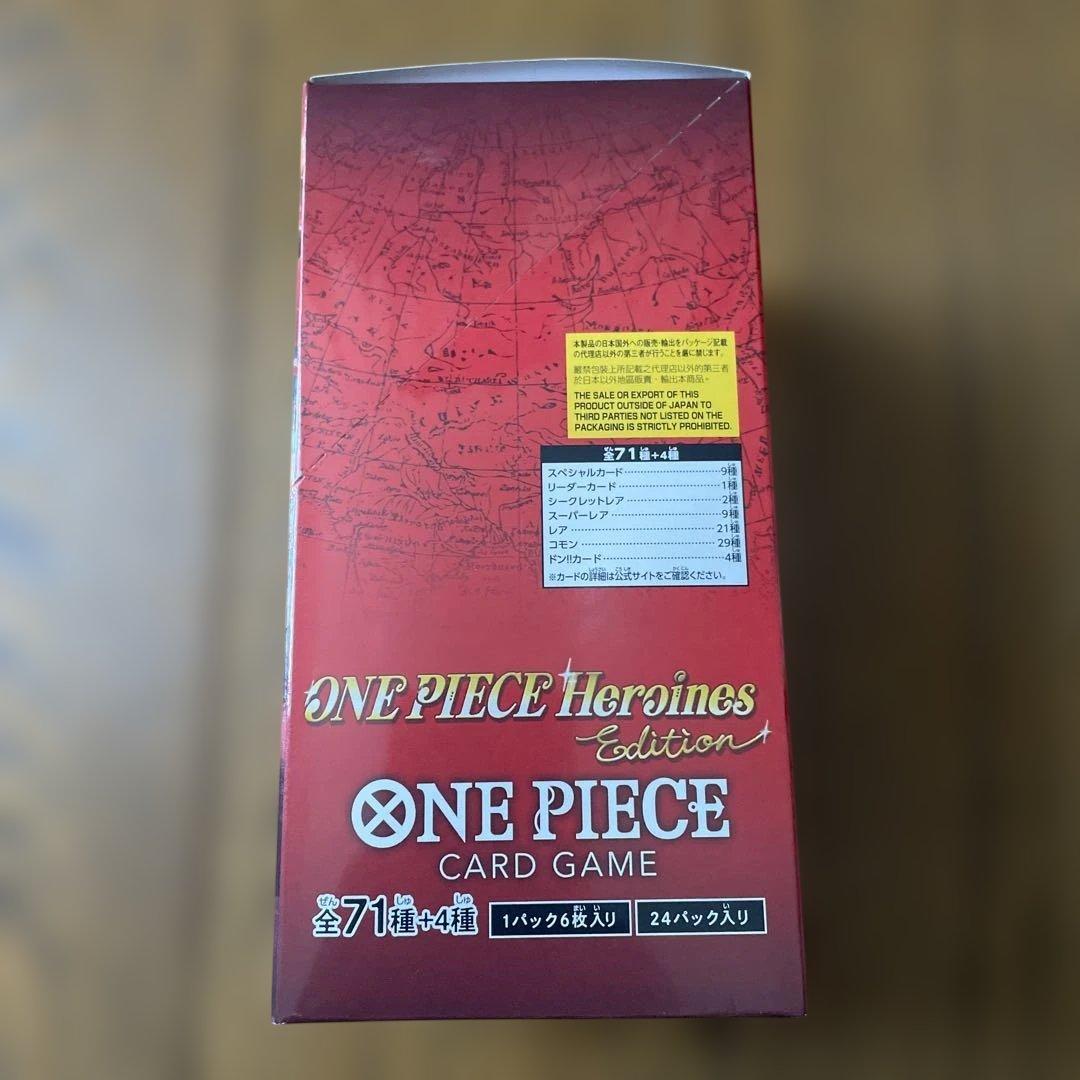 本製品の日本国外への販売・輸出をパッケージ記載
の代理店以外の第三者が行うことを厳に禁じます。
嚴禁包裝上所記載之代理店以外的第三者
於日本以外地區販賣・輸出本商品。
THE SALE OR EXPORT OF THIS
PRODUCT OUTSIDE OF JAPAN TO
THIRD PARTIES NOT LISTED ON THE
PACKAGING IS STRICTLY PROHIBITED.
全71種+4種
スペシャルカード 9種
リーダーカード 1種
シークレットレア 2種
スーパーレア 9種
レア 21種
コモン 29種
ドン!!カード 4種
※カードの詳細は公式サイトをご確認ください。
ONE PIECE Heroines
Edition
ONE PIECE
CARD GAME
全71種+4種 1パック6枚入り 24パック入り